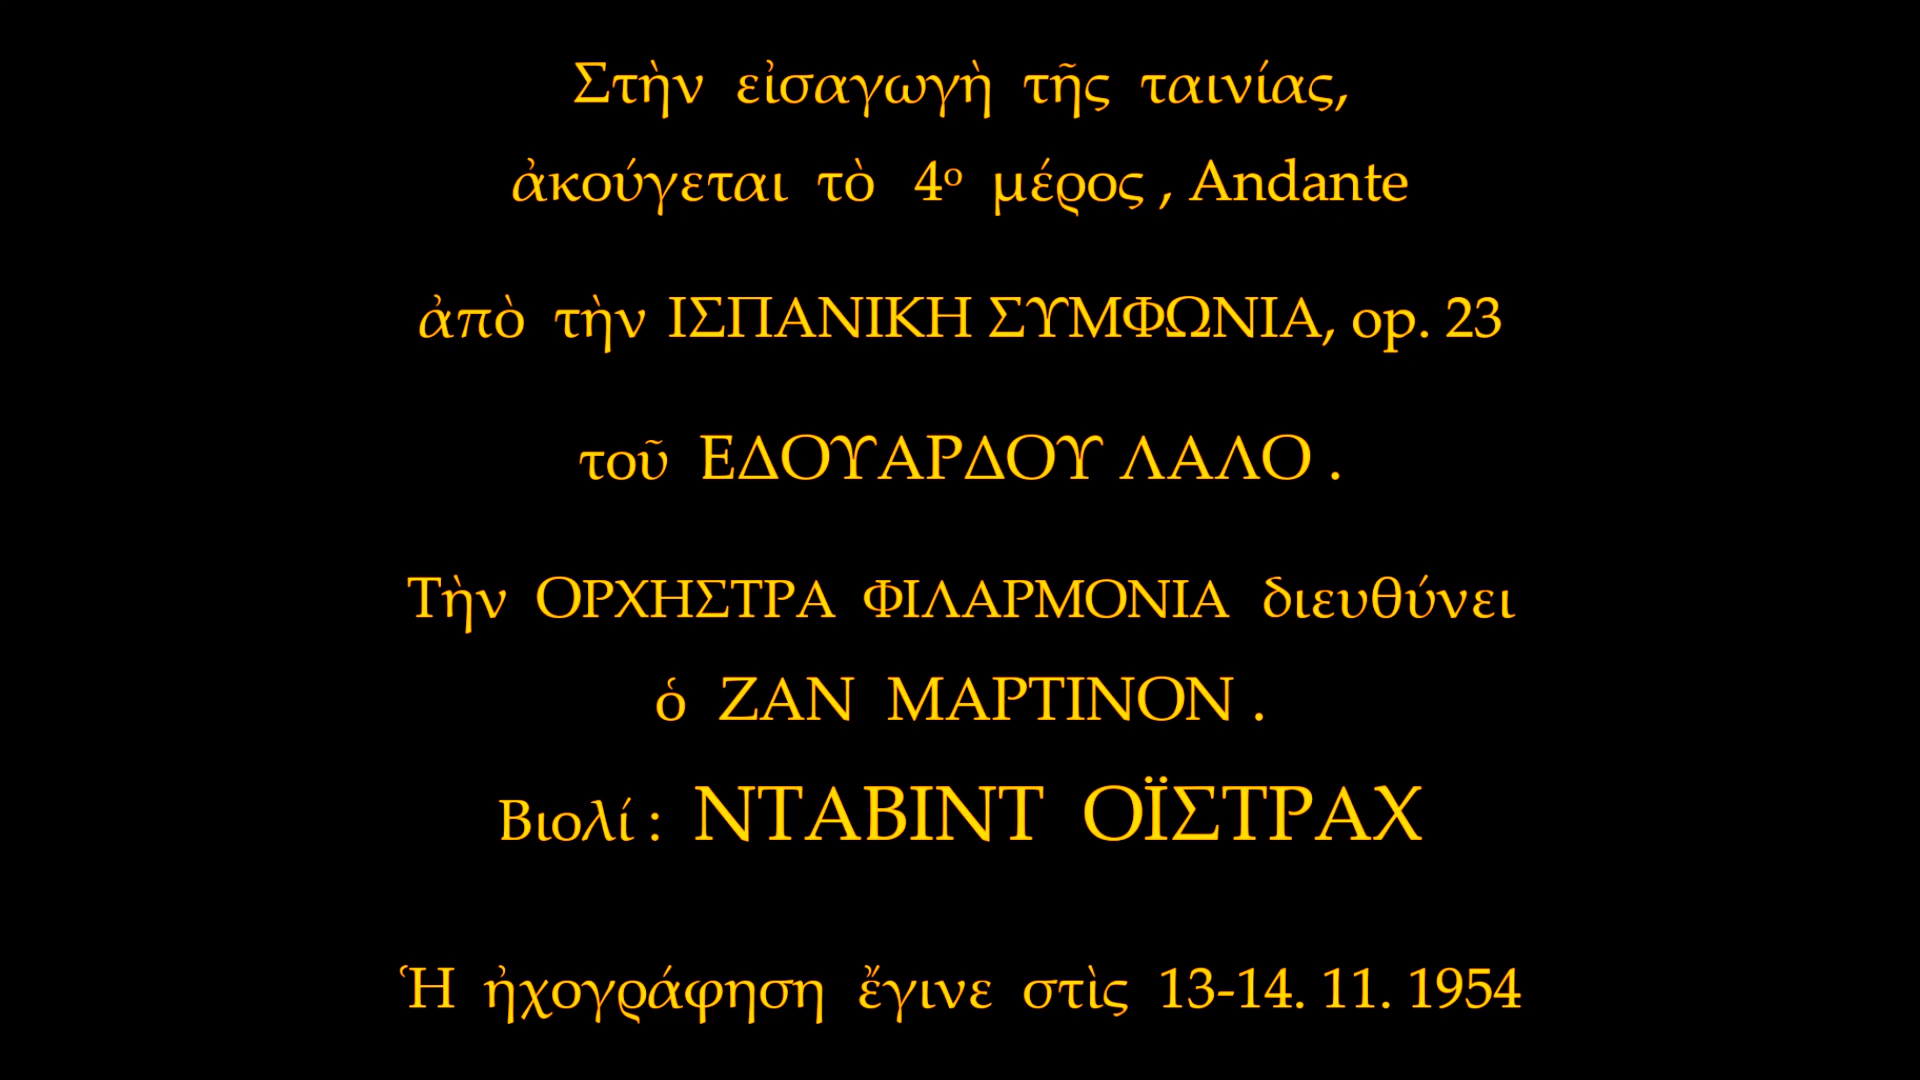 Στὴν εἰσαγωγὴ τῆς ταινίας,
ἀκούγεται τὸ 4ο μέρος , Andante
ἀπὸ τὴν ΙΣΠΑΝΙΚΗ ΣΥΜΦΩΝΙΑ, op. 23
τοῦ ΕΔΟΥΑΡΔΟΥ ΛΑΛΟ .
Τὴν ΟΡΧΗΣΤΡΑ ΦΙΛΑΡΜΟΝΙΑ διευθύνει
ὁ ΖΑΝ ΜΑΡΤΙΝΟΝ .
Βιολί : ΝΤΑΒΙΝΤ ΟΪΣΤΡΑΧ
Ἡ ἠχογράφηση ἔγινε στὶς 13-14. 11. 1954